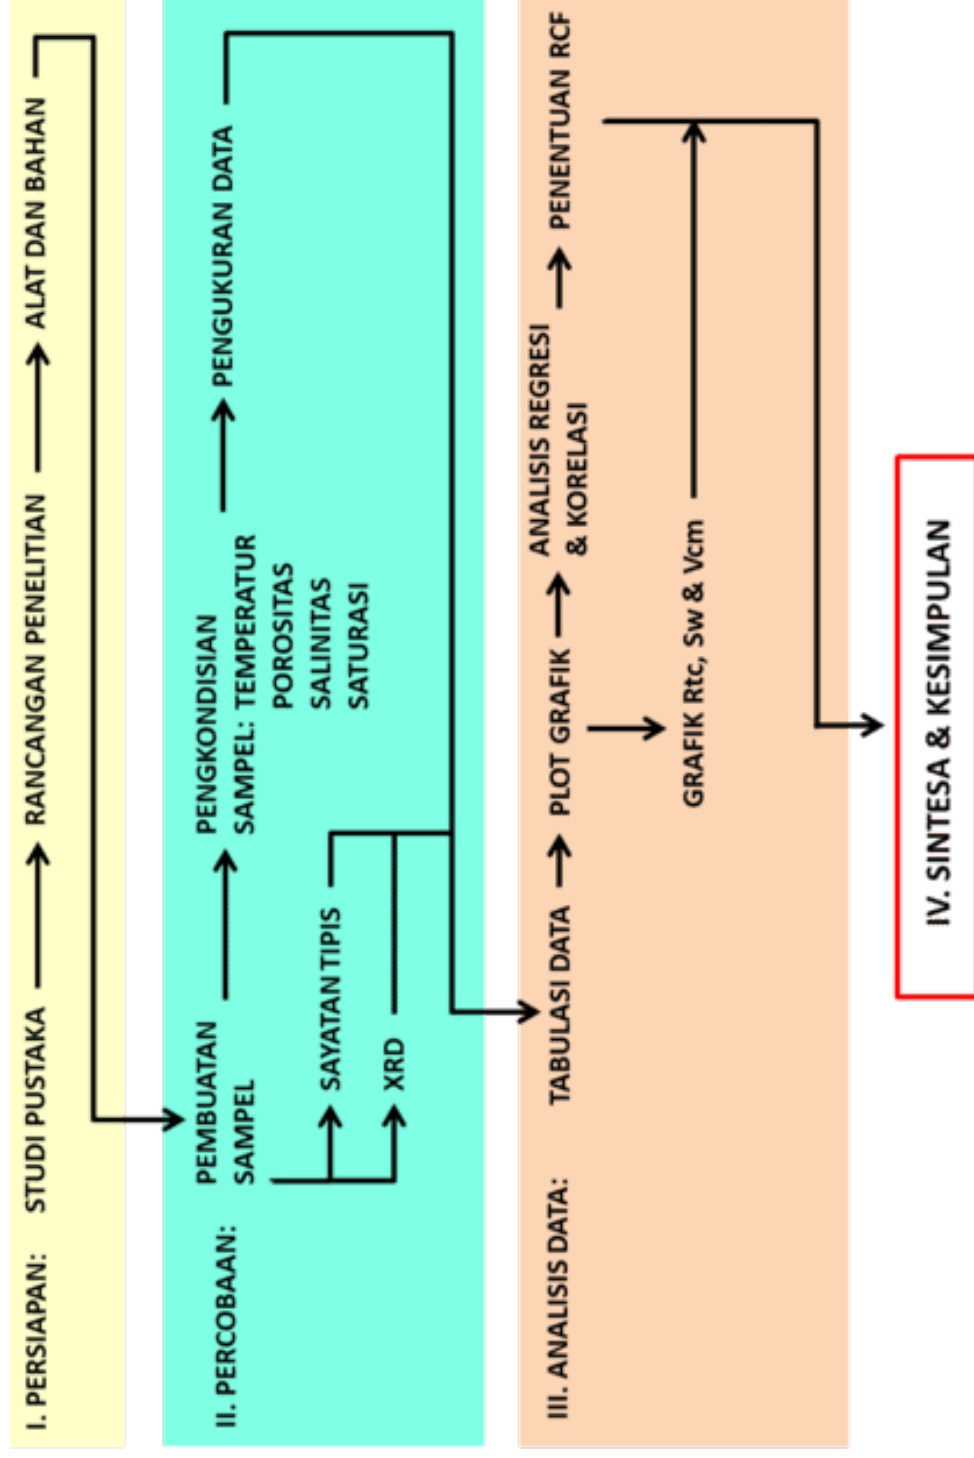 I. PERSIAPAN:
STUDI PUSTAKA
RANCANGAN PENELITIAN
ALAT DAN BAHAN
II. PERCOBAAN:
PEMBUATAN
SAMPEL
PENGKONDISIAN
SAMPEL: TEMPERATUR
POROSITAS
SALINITAS
SATURASI
PENGUKURAN DATA
SAYATAN TIPIS
XRD
III. ANALISIS DATA:
TABULASI DATA
PLOT GRAFIK
ANALISIS REGRESI
& KORELASI
PENENTUAN RCF
GRAFIK Rtc, Sw & Vcm
IV. SINTESA & KESIMPULAN